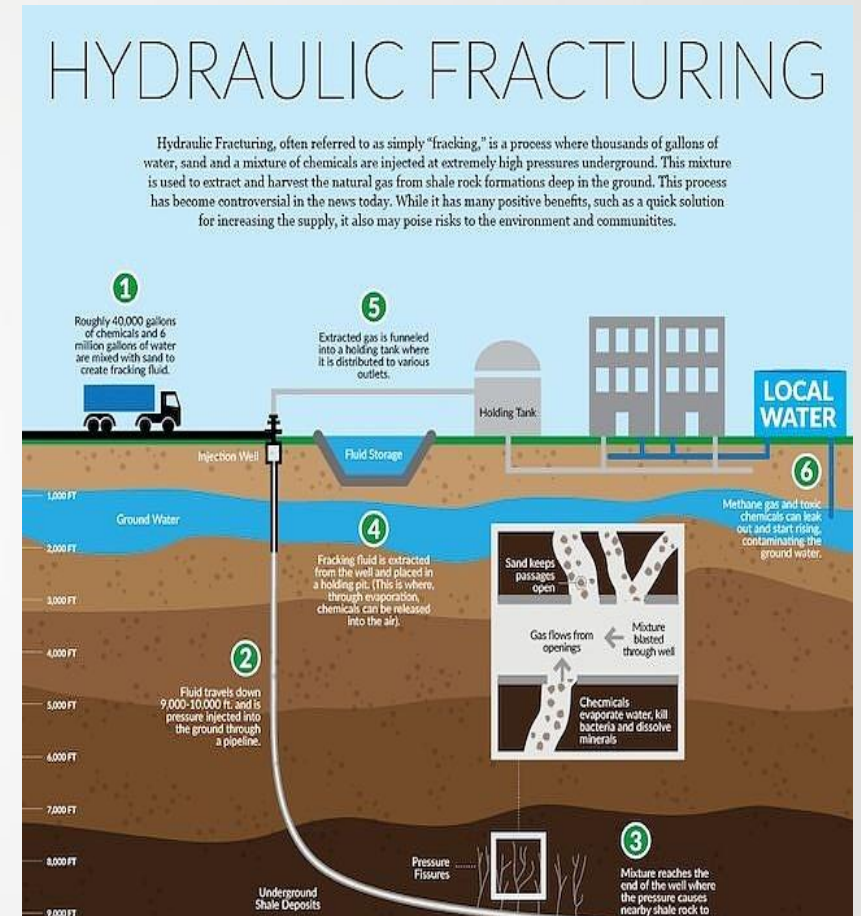 HYDRAULIC FRACTURING
Hydraulic Fracturing, often referred to as simply “fracking,” is a process where thousands of gallons of
water, sand and a mixture of chemicals are injected at extremely high pressures underground. This mixture
is used to extract and harvest the natural gas from shale rock formations deep in the ground. This process
has become controversial in the news today. While it has many positive benefits, such as a quick solution
for increasing the supply, it also may poise risks to the environment and communitites.
1
Roughly 40,000 gallons
of chemicals and 6
million gallons of water
are mixed with sand to
create fracking fluid.
5
Extracted gas is funneled
into a holding tank where
it is distributed to various
outlets.
Holding Tank
LOCAL
WATER
Injection Well
Fluid Storage
6
Methane gas and toxic
chemicals can leak
out and start rising,
contaminating the
ground water.
1,000 FT
Ground Water
2,000 FT
4
Fracking fluid is extracted
from the well and placed in
a holding pit. (This is where,
through evaporation,
chemicals can be released
into the air).
Sand keeps
passages
open
Gas flows from
openings
Mixture
blasted
through well
Checmicals
evaporate water, kill
bacteria and dissolve
minerals
3,000 FT
4,000 FT
2
Fluid travels down
9,000-10,000 ft. and is
pressure injected into
the ground through
a pipeline.
5,000 FT
6,000 FT
7,000 FT
8,000 FT
Pressure
Fissures
3
Mixture reaches the
end of the well where
the pressure causes
nearby shale rock to
Underground
Shale Deposits
9,000 FT